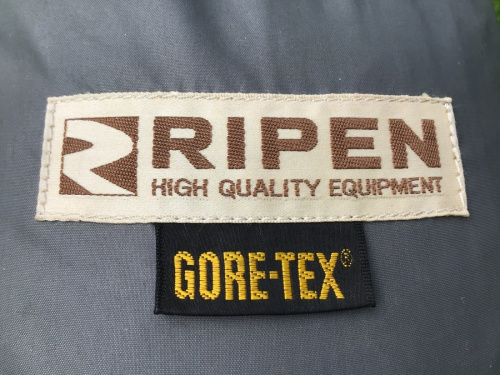 RIPEN
HIGH QUALITY EQUIPMENT
GORE-TEX®